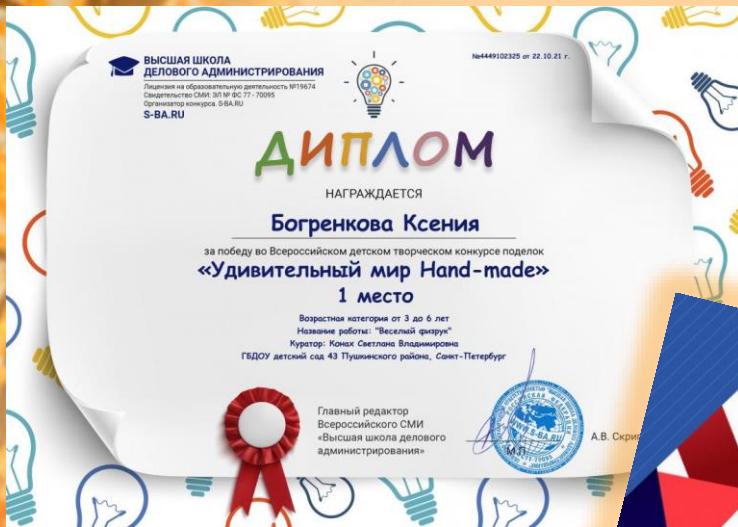 ВЫСШАЯ ШКОЛА
ДЕЛОВОГО АДМИНИСТРИРОВАНИЯ
Лицензия на образовательную деятельность №19674
Свидетельство СМИ: ЭЛ № ФС 77 - 70095
Организатор конкурса. S-BA.RU
S-BA.RU
№4449102325 от 22.10.21 г.
ДИПЛОМ
НАГРАЖДАЕТСЯ
Богренкова Ксения
за победу во Всероссийском детском творческом конкурсе поделок
«Удивительный мир Hand-made»
1 место
Возрастная категория от 3 до 6 лет
Название работы: "Веселый физрук"
Куратор: Конах Светлана Владимировна
ГБДОУ детский сад 43 Пушкинского района, Санкт-Петербург
Главный редактор
Всероссийского СМИ
«Высшая школа делового
администрирования»
М.П.
WWW.S-BA.RU
А.В.